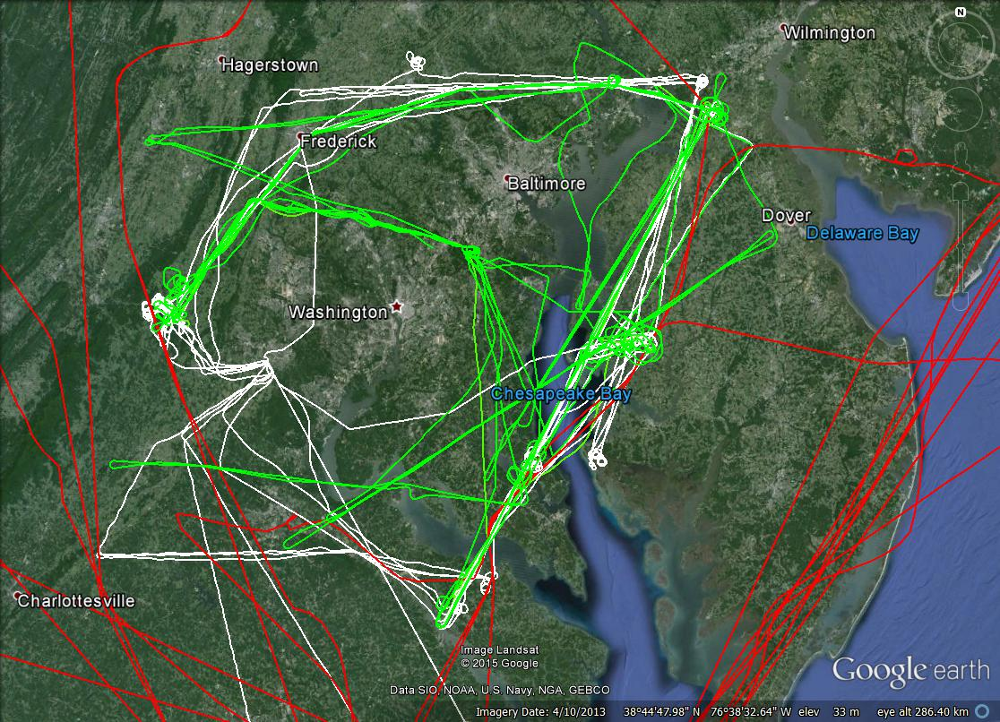 N
Wilmington
Hagerstown
Frederick
Baltimore
Dover
Delaware Bay
Washington
Chesapeake Bay
Charlottesville
Image Landsat
© 2015 Google
Google earth
Data SIO, NOAA, U.S. Navy, NGA, GEBCO
Imagery Date: 4/10/2013 38°44'47.98" N 76°38'32.64" W elev 33 m eye alt 286.40 km